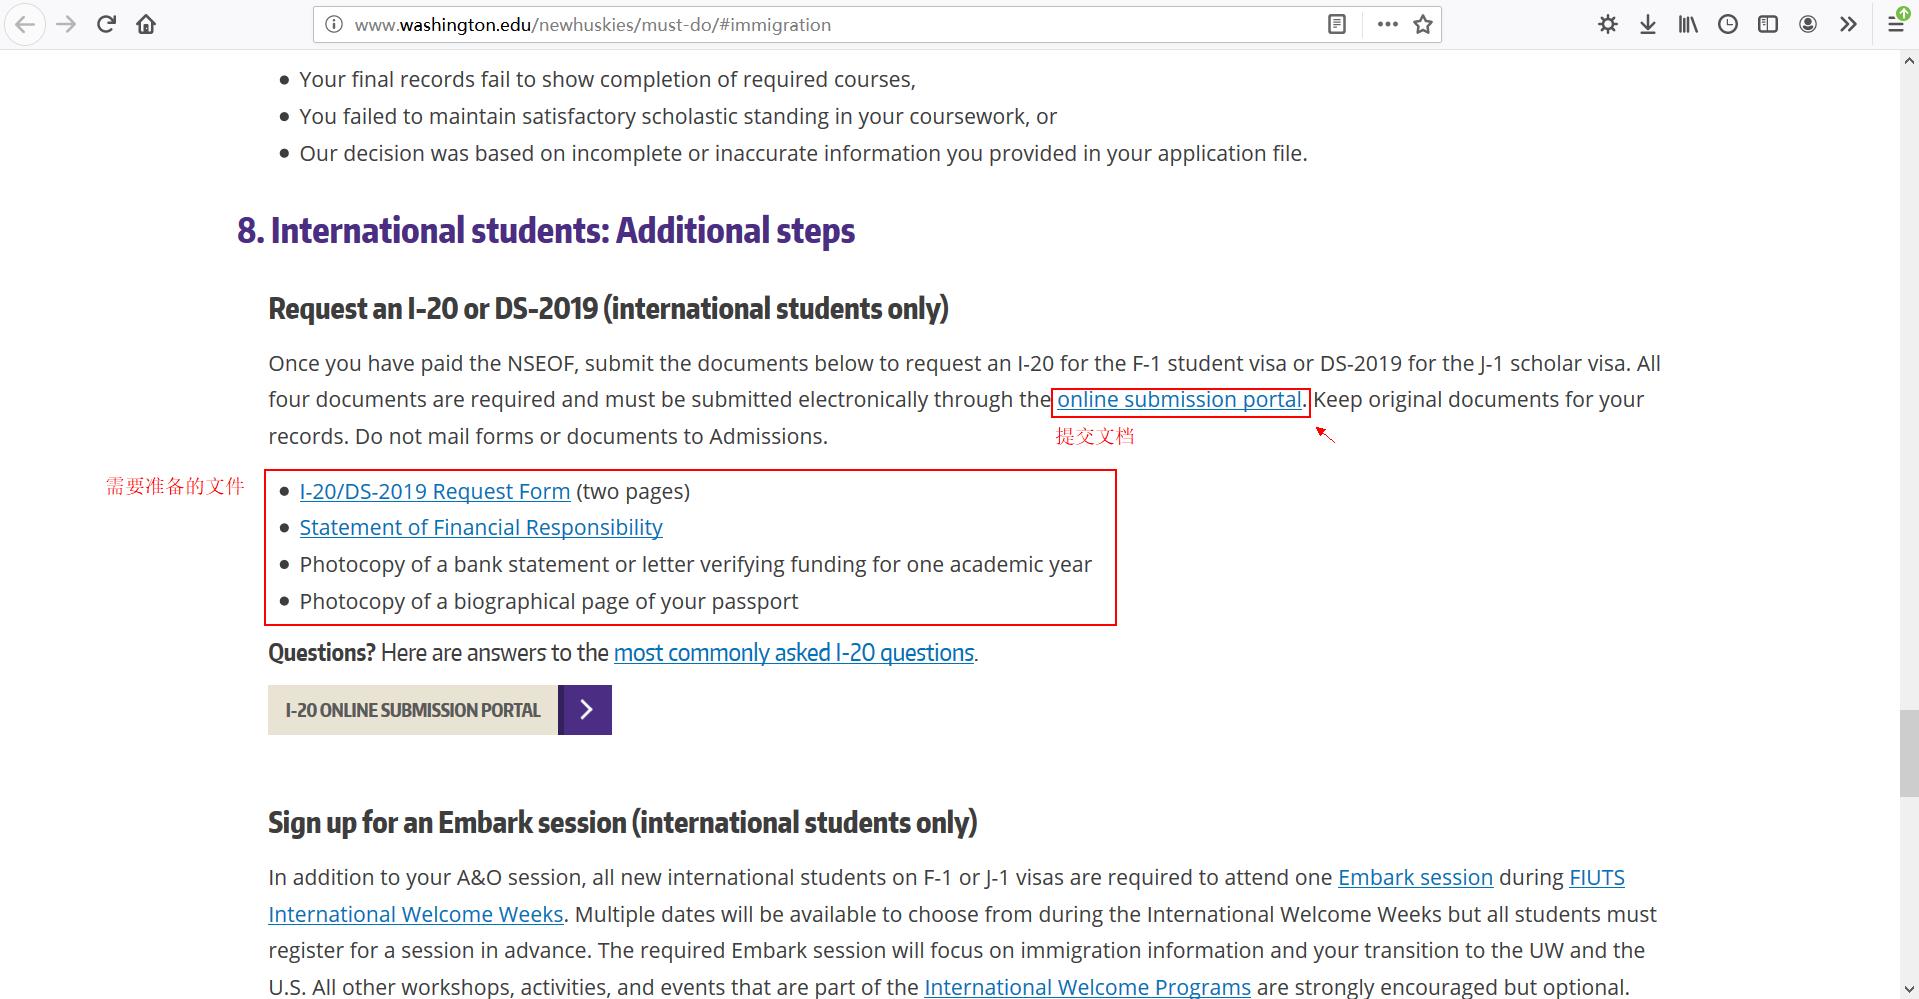 www.washington.edu/newhuskies/must-do/#immigration
Your final records fail to show completion of required courses,
You failed to maintain satisfactory scholastic standing in your coursework, or
Our decision was based on incomplete or inaccurate information you provided in your application file.
8. International students: Additional steps
Request an I-20 or DS-2019 (international students only)
Once you have paid the NSEOF, submit the documents below to request an I-20 for the F-1 student visa or DS-2019 for the J-1 scholar visa. All
four documents are required and must be submitted electronically through the online submission portal. Keep original documents for your
records. Do not mail forms or documents to Admissions.
提交文档
需要准备的文件
I-20/DS-2019 Request Form (two pages)
Statement of Financial Responsibility
Photocopy of a bank statement or letter verifying funding for one academic year
Photocopy of a biographical page of your passport
Questions? Here are answers to the most commonly asked I-20 questions.
I-20 ONLINE SUBMISSION PORTAL
Sign up for an Embark session (international students only)
In addition to your A&O session, all new international students on F-1 or J-1 visas are required to attend one Embark session during FIUTS
International Welcome Weeks. Multiple dates will be available to choose from during the International Welcome Weeks but all students must
register for a session in advance. The required Embark session will focus on immigration information and your transition to the UW and the
U.S. All other workshops, activities, and events that are part of the International Welcome Programs are strongly encouraged but optional.